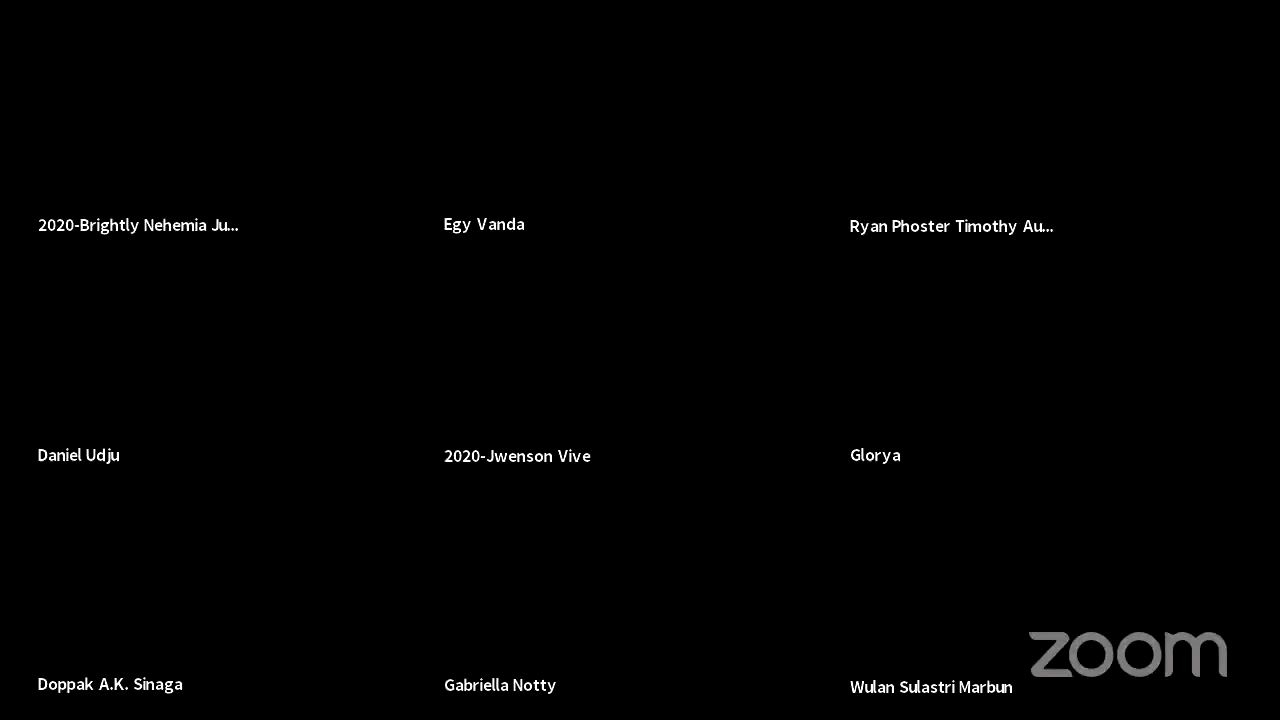 2020-Brightly Nehemia Ju...
Egy Vanda
Ryan Phoster Timothy Au...
Daniel Udju
2020-Jwenson Vive
Glorya
Doppak A.K. Sinaga
Gabriella Notty
Wulan Sulastri Marbun
zoom